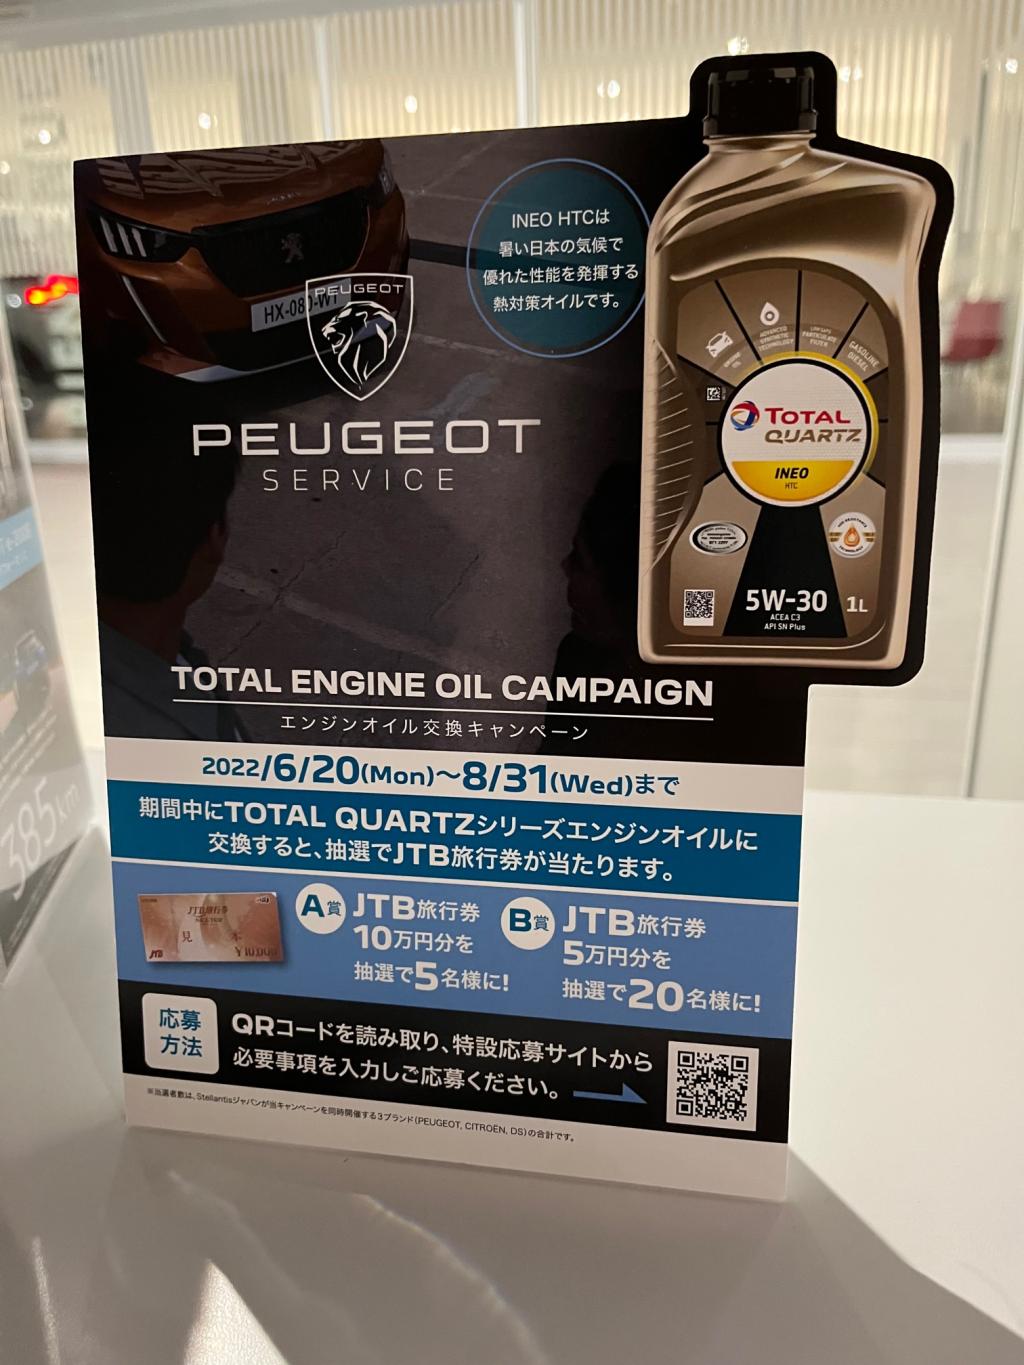 INEO HTCは
暑い日本の気候で
優れた性能を発揮する
熱対策オイルです。
HX-080-W
PEUGEOT
PEUGEOT
SERVICE
ADVANCED
SYNTHETIC
TECHNOLOGY
PARTICULATE
FILTER
GASOLINE
DIESEL
TOTAL
QUARTZ
INEO
HTC
5W-30
1L
ACEA C3
API SN Plus
TOTAL ENGINE OIL CAMPAIGN
エンジンオイル交換キャンペーン
2022/6/20(Mon)〜8/31(Wed)まで
期間中にTOTAL QUARTZシリーズエンジンオイルに
交換すると、抽選でJTB旅行券が当たります。
JTB旅行券
見本
¥10,000
JTB
A賞 JTB旅行券
10万円分を
抽選で5名様に!
B賞 JTB旅行券
5万円分を
抽選で20名様に!
応募
方法
QRコードを読み取り、特設応募サイトから
必要事項を入力しご応募ください。
※当選者数は、Stellantisジャパンが当キャンペーンを同時開催する3ブランド(PEUGEOT, CITROËN, DS)の合計です。
385km